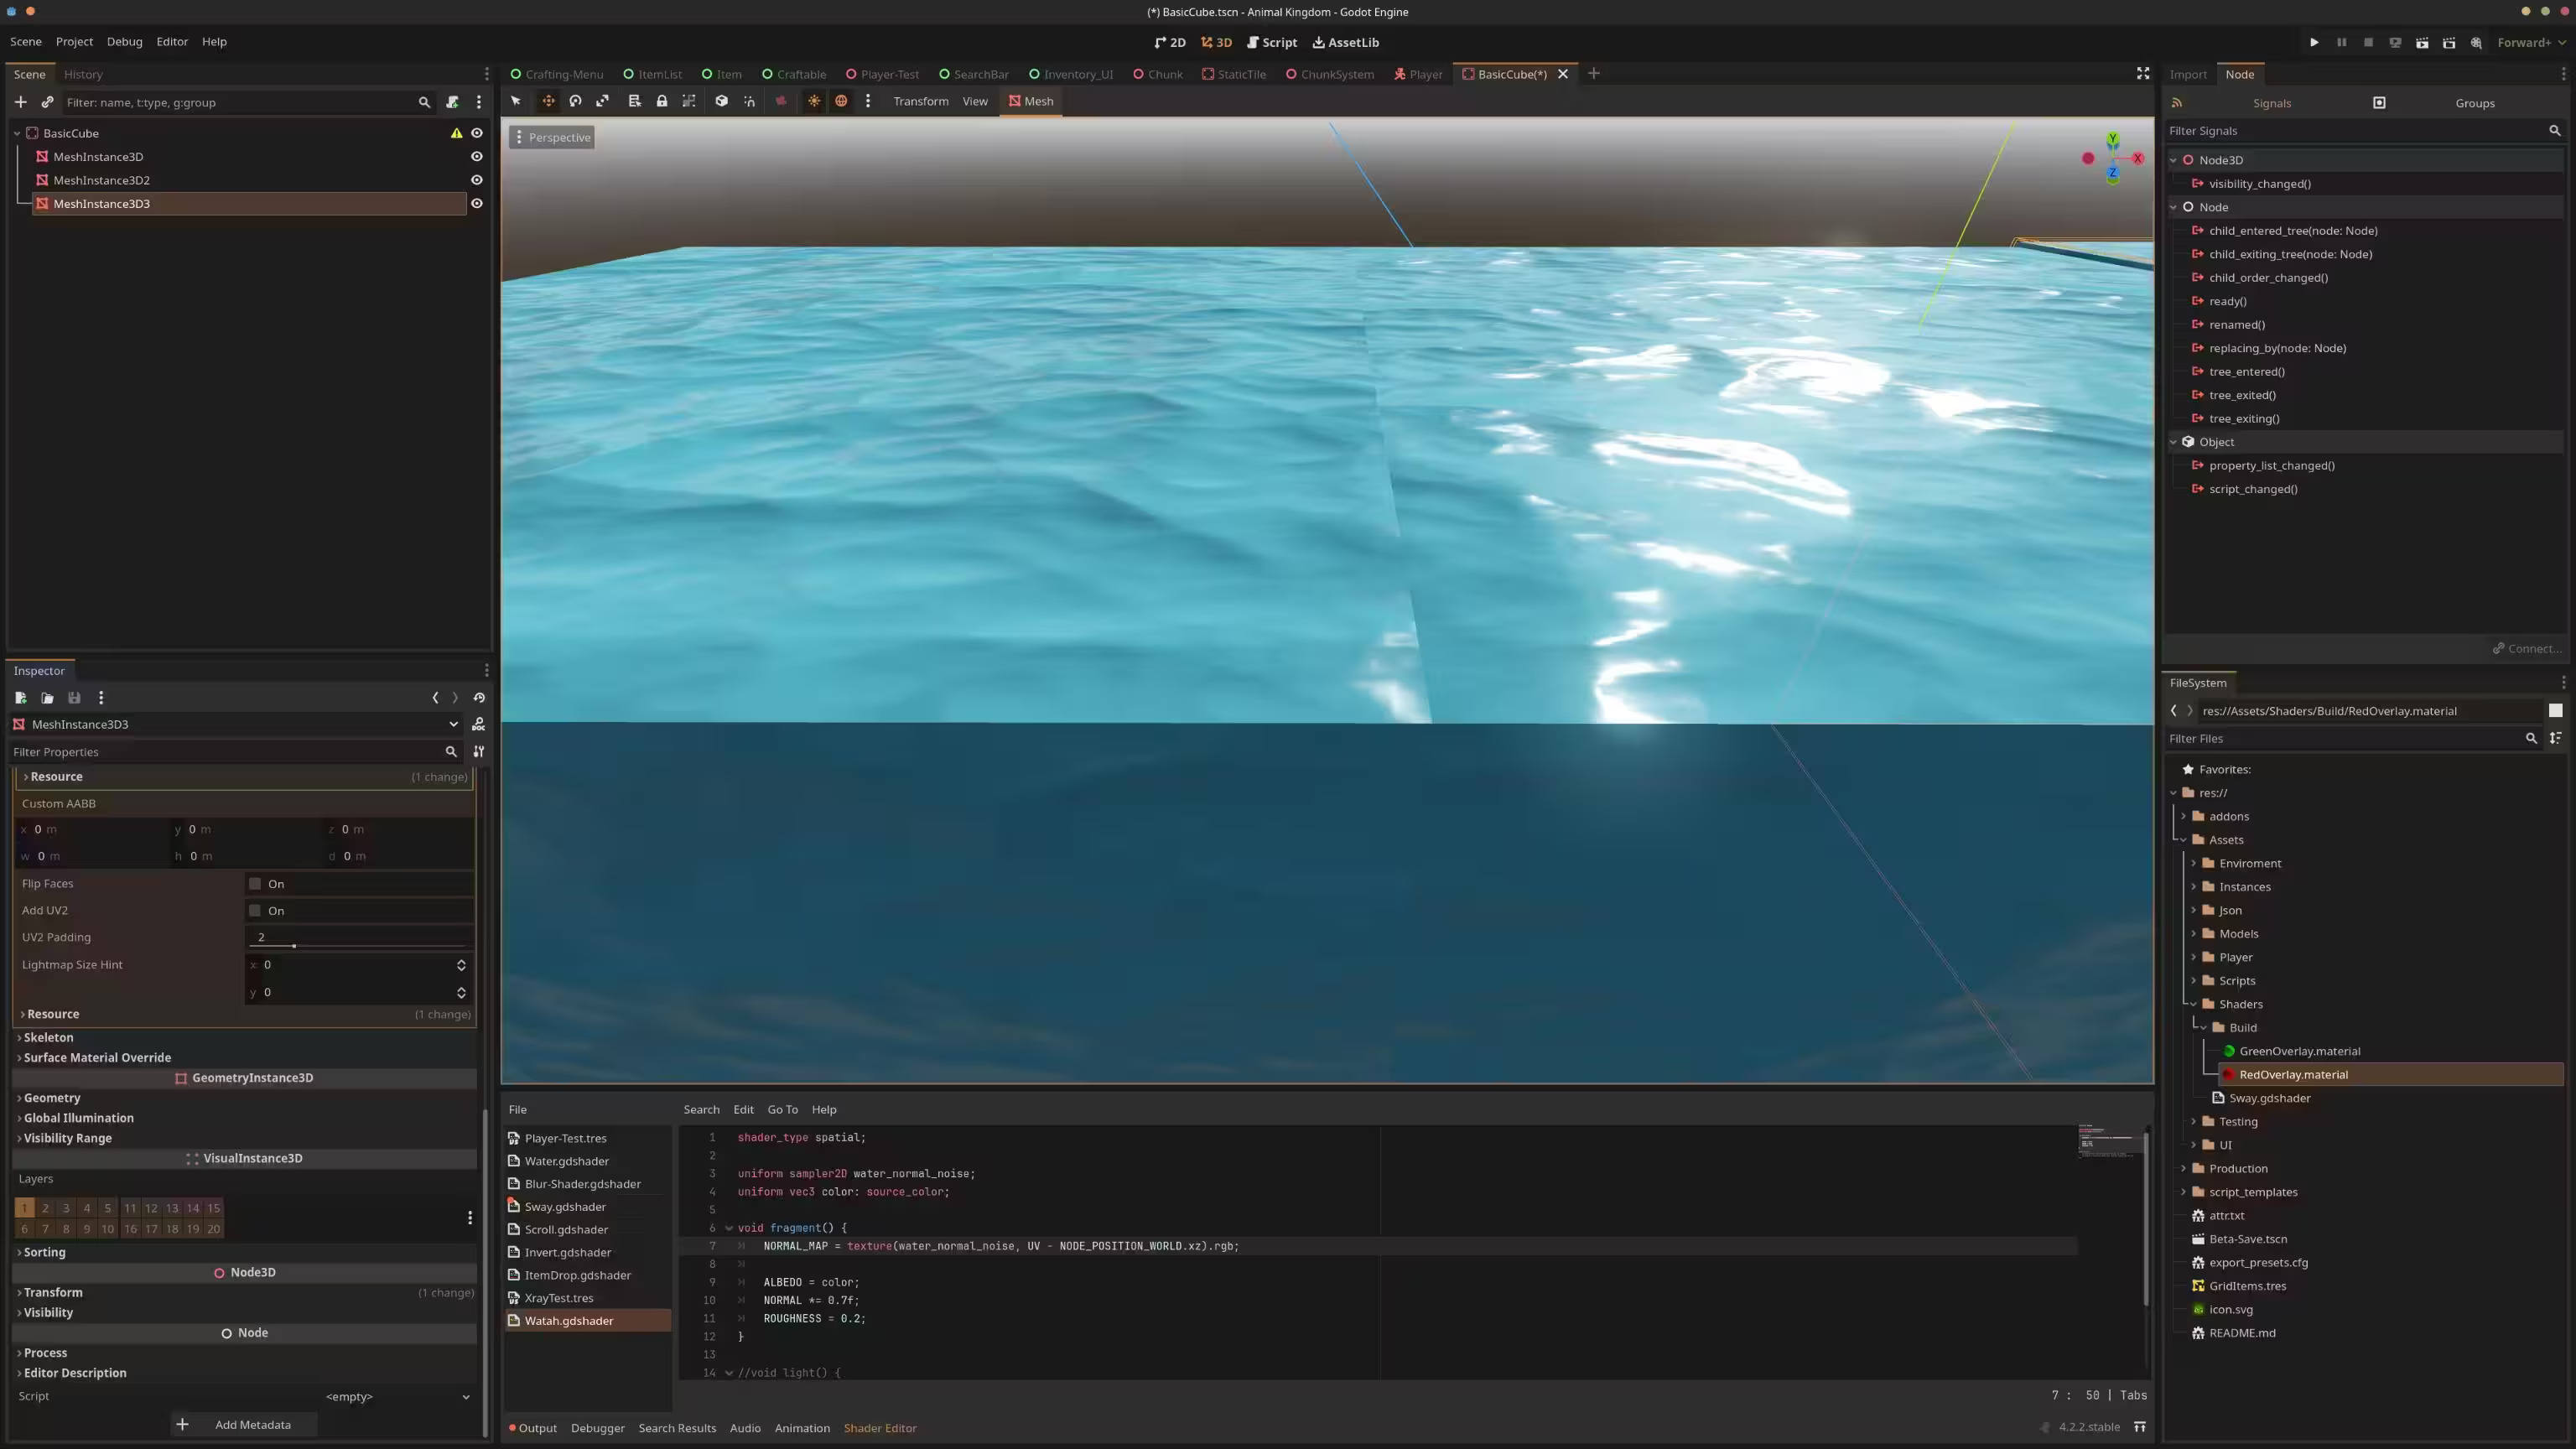 (*) BasicCube.tscn - Animal Kingdom - Godot Engine
Scene Project Debug Editor Help
2D 3D Script AssetLib
Forward+
Scene History
Filter: name, t:type, g:group
BasicCube
MeshInstance3D
MeshInstance3D2
MeshInstance3D3
Crafting-Menu ItemList Item Craftable Player-Test SearchBar Inventory_UI Chunk StaticTile ChunkSystem Player BasicCube(*)
Transform View Mesh
Perspective
Y
X
Z
Import Node
Signals Groups
Filter Signals
Node3D
visibility_changed()
Node
child_entered_tree(node: Node)
child_exiting_tree(node: Node)
child_order_changed()
ready()
renamed()
replacing_by(node: Node)
tree_entered()
tree_exited()
tree_exiting()
Object
property_list_changed()
script_changed()
Connect...
Inspector
MeshInstance3D3
Filter Properties
Resource (1 change)
Custom AABB
x 0 m y 0 m z 0 m
w 0 m h 0 m d 0 m
Flip Faces On
Add UV2 On
UV2 Padding 2
Lightmap Size Hint x 0
y 0
Resource (1 change)
Skeleton
Surface Material Override
GeometryInstance3D
Geometry
Global Illumination
Visibility Range
VisualInstance3D
Layers
1 2 3 4 5 11 12 13 14 15
6 7 8 9 10 16 17 18 19 20
Sorting
Node3D
Transform (1 change)
Visibility
Node
Process
Editor Description
Script <empty>
Add Metadata
File Search Edit Go To Help
Player-Test.tres
Water.gdshader
Blur-Shader.gdshader
Sway.gdshader
Scroll.gdshader
Invert.gdshader
ItemDrop.gdshader
XrayTest.tres
Watah.gdshader
1 shader_type spatial;
2
3 uniform sampler2D water_normal_noise;
4 uniform vec3 color: source_color;
5
6 void fragment() {
7 NORMAL_MAP = texture(water_normal_noise, UV - NODE_POSITION_WORLD.xz).rgb;
8
9 ALBEDO = color;
10 NORMAL *= 0.7f;
11 ROUGHNESS = 0.2;
12 }
13
14 //void light() {
7 : 50 | Tabs
Output Debugger Search Results Audio Animation Shader Editor
4.2.2.stable
FileSystem
res://Assets/Shaders/Build/RedOverlay.material
Filter Files
Favorites:
res://
addons
Assets
Enviroment
Instances
Json
Models
Player
Scripts
Shaders
Build
GreenOverlay.material
RedOverlay.material
Sway.gdshader
Testing
UI
Production
script_templates
attr.txt
Beta-Save.tscn
export_presets.cfg
GridItems.tres
icon.svg
README.md